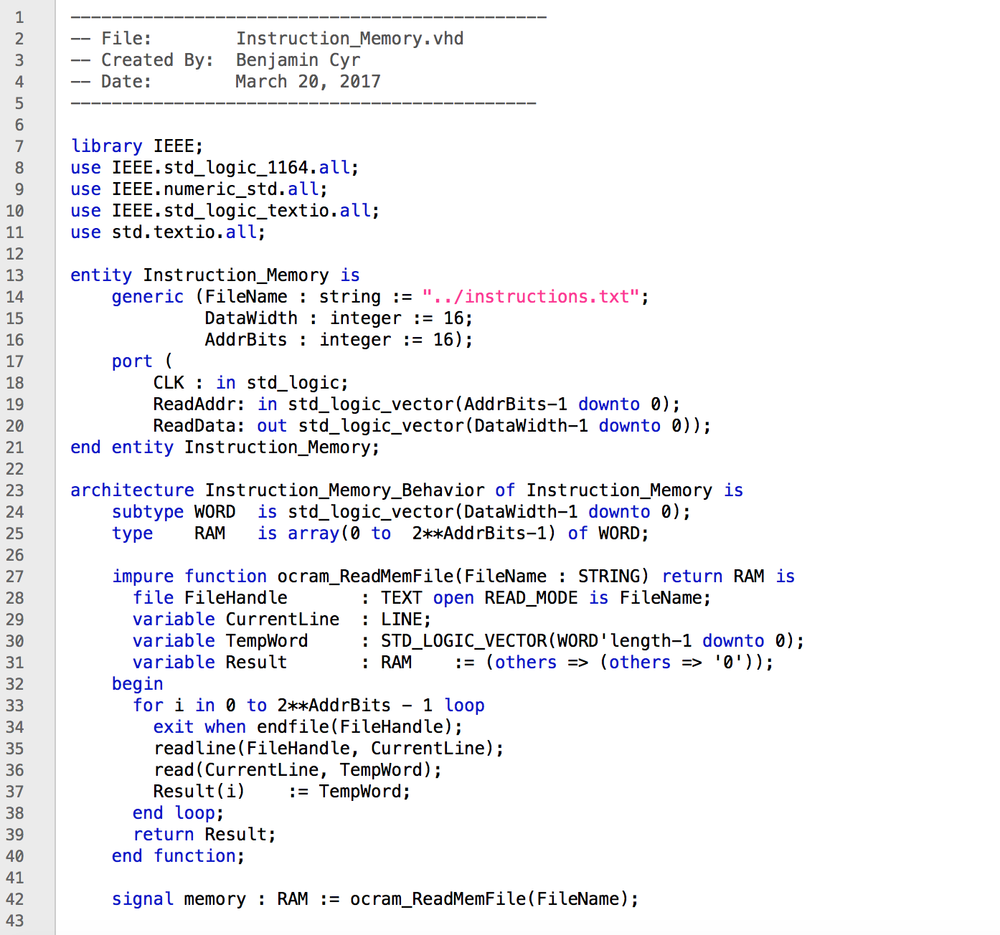 1 ----------------------------------------------
2 -- File:        Instruction_Memory.vhd
3 -- Created By:  Benjamin Cyr
4 -- Date:        March 20, 2017
5 ---------------------------------------------
6
7 library IEEE;
8 use IEEE.std_logic_1164.all;
9 use IEEE.numeric_std.all;
10 use IEEE.std_logic_textio.all;
11 use std.textio.all;
12
13 entity Instruction_Memory is
14     generic (FileName : string := "../instructions.txt";
15              DataWidth : integer := 16;
16              AddrBits : integer := 16);
17     port (
18         CLK : in std_logic;
19         ReadAddr: in std_logic_vector(AddrBits-1 downto 0);
20         ReadData: out std_logic_vector(DataWidth-1 downto 0));
21 end entity Instruction_Memory;
22
23 architecture Instruction_Memory_Behavior of Instruction_Memory is
24     subtype WORD  is std_logic_vector(DataWidth-1 downto 0);
25     type    RAM   is array(0 to  2**AddrBits-1) of WORD;
26
27     impure function ocram_ReadMemFile(FileName : STRING) return RAM is
28       file FileHandle       : TEXT open READ_MODE is FileName;
29       variable CurrentLine  : LINE;
30       variable TempWord     : STD_LOGIC_VECTOR(WORD'length-1 downto 0);
31       variable Result       : RAM    := (others => (others => '0'));
32     begin
33       for i in 0 to 2**AddrBits - 1 loop
34         exit when endfile(FileHandle);
35         readline(FileHandle, CurrentLine);
36         read(CurrentLine, TempWord);
37         Result(i)    := TempWord;
38       end loop;
39       return Result;
40     end function;
41
42     signal memory : RAM := ocram_ReadMemFile(FileName);
43